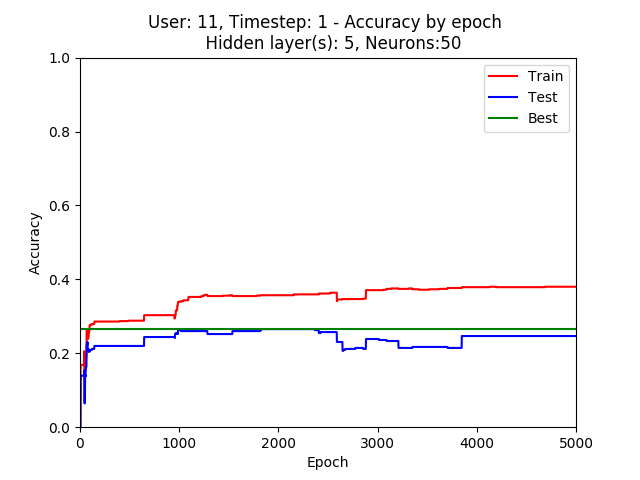 User: 11, Timestep: 1 - Accuracy by epoch
Hidden layer(s): 5, Neurons:50
1.0
0.8
0.6
0.4
0.2
0.0
Accuracy
Train
Test
Best
0 1000 2000 3000 4000 5000
Epoch